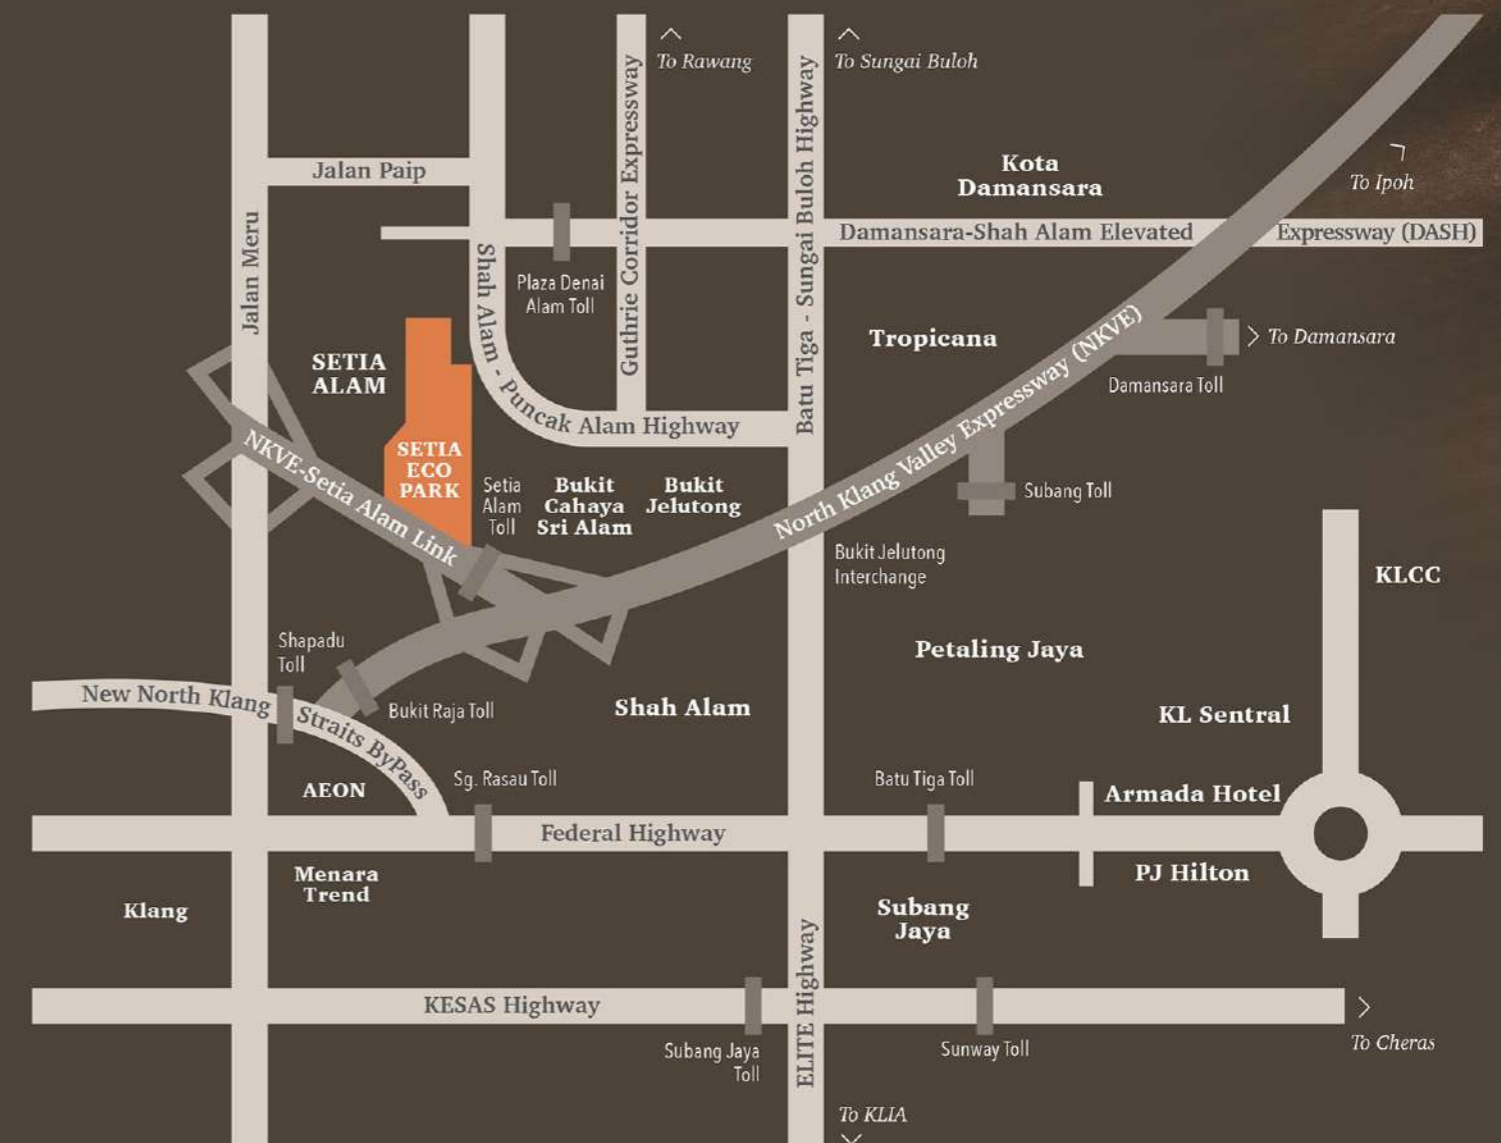 To Rawang
To Sungai Buloh
Kota
Damansara
Jalan Paip
To Ipoh
Damansara-Shah Alam Elevated
Expressway (DASH)
Jalan Meru
Shah Alam - Puncak Alam Highway
Guthrie Corridor Expressway
Batu Tiga - Sungai Buloh Highway
Plaza Denai
Alam Toll
Tropicana
To Damansara
Damansara Toll
SETIA
ALAM
SETIA
ECO
PARK
NKVE-Setia Alam Link
Setia
Alam
Toll
Bukit
Cahaya
Sri Alam
Bukit
Jelutong
North Klang Valley Expressway (NKVE)
Subang Toll
Bukit Jelutong
Interchange
KLCC
Shapadu
Toll
Petaling Jaya
New North Klang
Straits ByPass
Bukit Raja Toll
Shah Alam
KL Sentral
AEON
Sg. Rasau Toll
Batu Tiga Toll
Armada Hotel
Federal Highway
Menara
Trend
PJ Hilton
Klang
Subang
Jaya
KESAS Highway
ELITE Highway
Subang Jaya
Toll
Sunway Toll
To Cheras
To KLIA